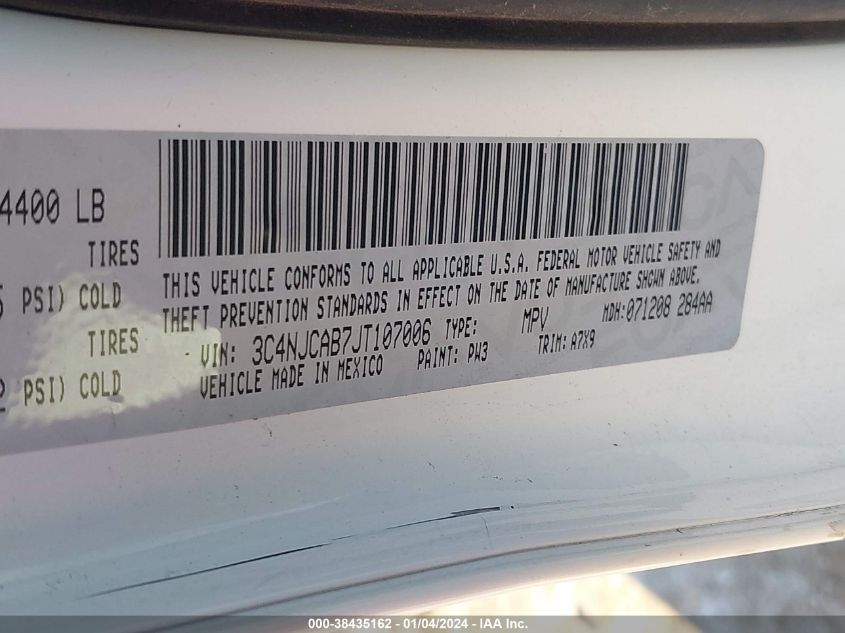 4400 LB
TIRES
PSI) COLD
TIRES
PSI) COLD
THIS VEHICLE CONFORMS TO ALL APPLICABLE U.S.A. FEDERAL MOTOR VEHICLE SAFETY AND
THEFT PREVENTION STANDARDS IN EFFECT ON THE DATE OF MANUFACTURE SHOWN ABOVE.
VIN: 3C4NJCAB7JT107006 TYPE: MPV MDH:071208 284AA
VEHICLE MADE IN MEXICO PAINT: PW3 TRIM: A7X9
000-38435162 - 01/04/2024 - IAA Inc.